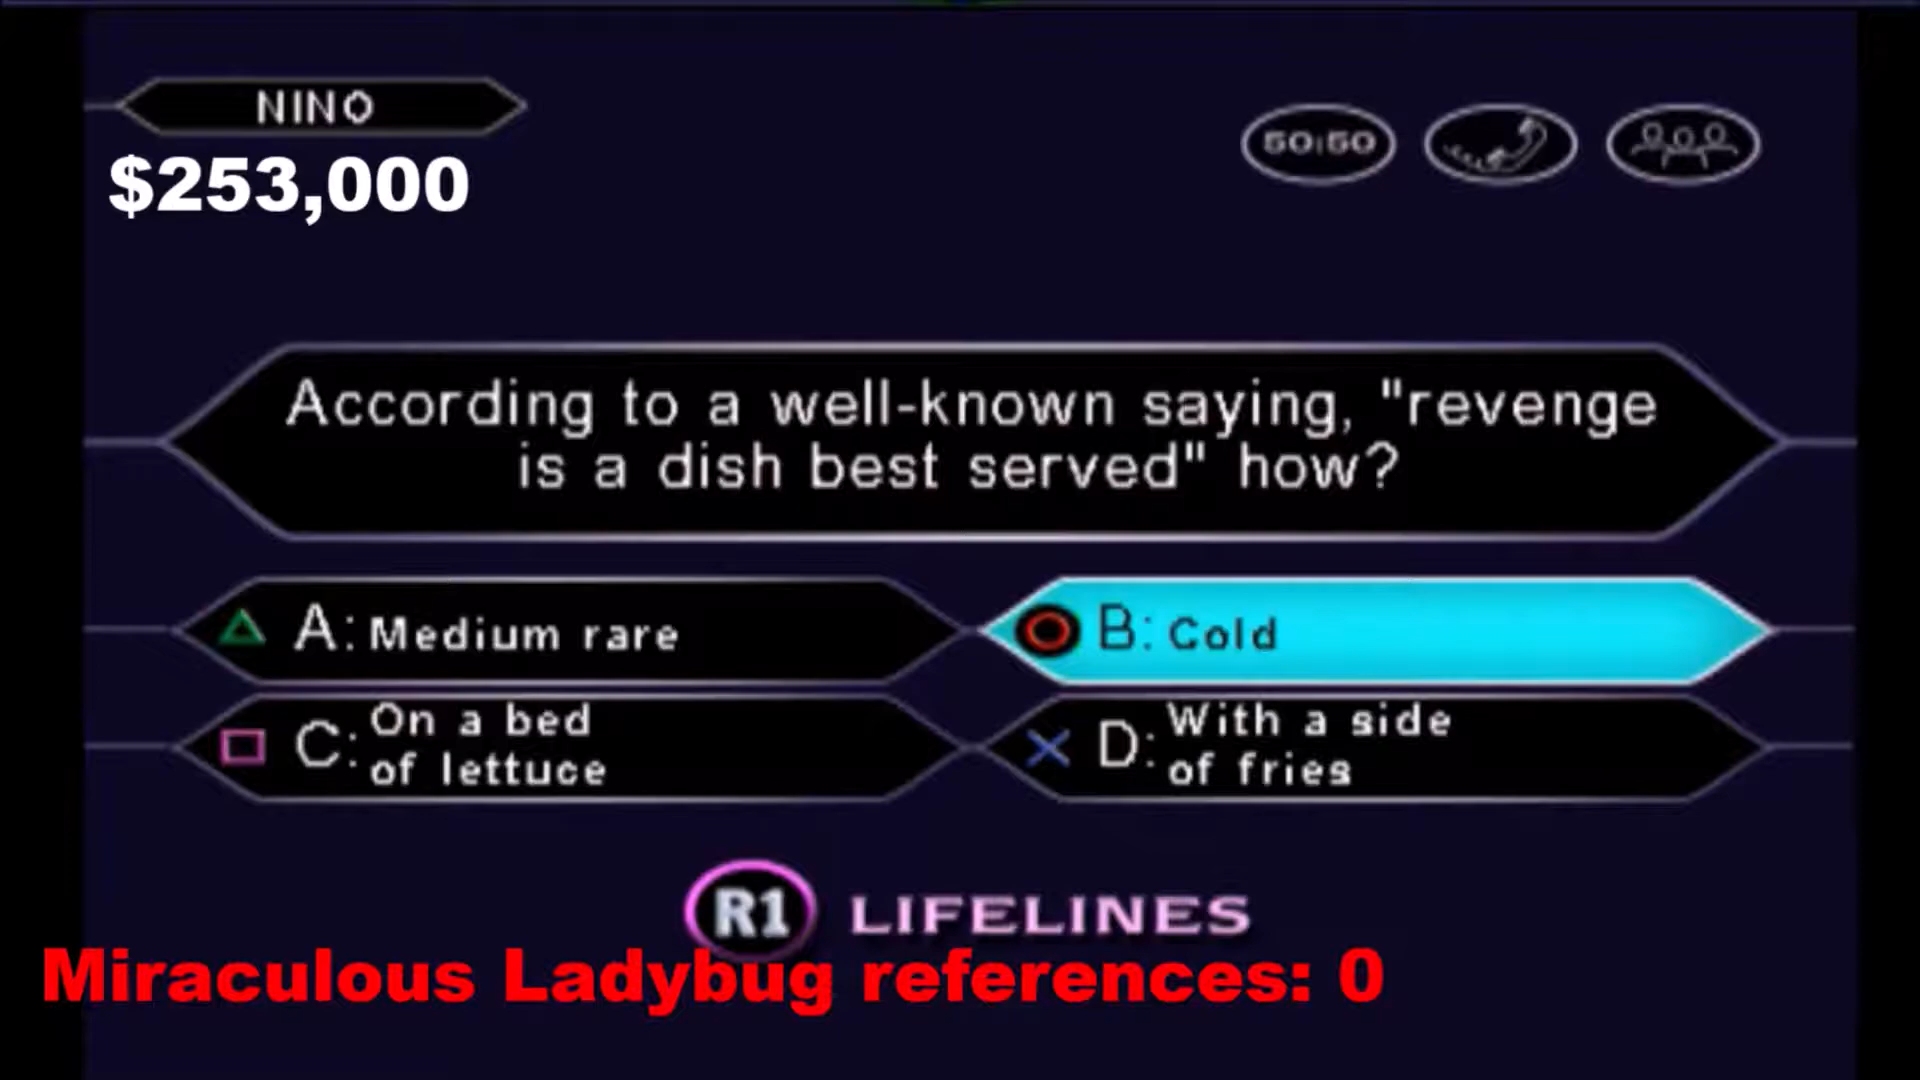 NINO
$253,000
50:50
According to a well-known saying, "revenge
is a dish best served" how?
A: Medium rare
B: Cold
C: On a bed
of lettuce
D: With a side
of fries
R1 LIFELINES
Miraculous Ladybug references: 0